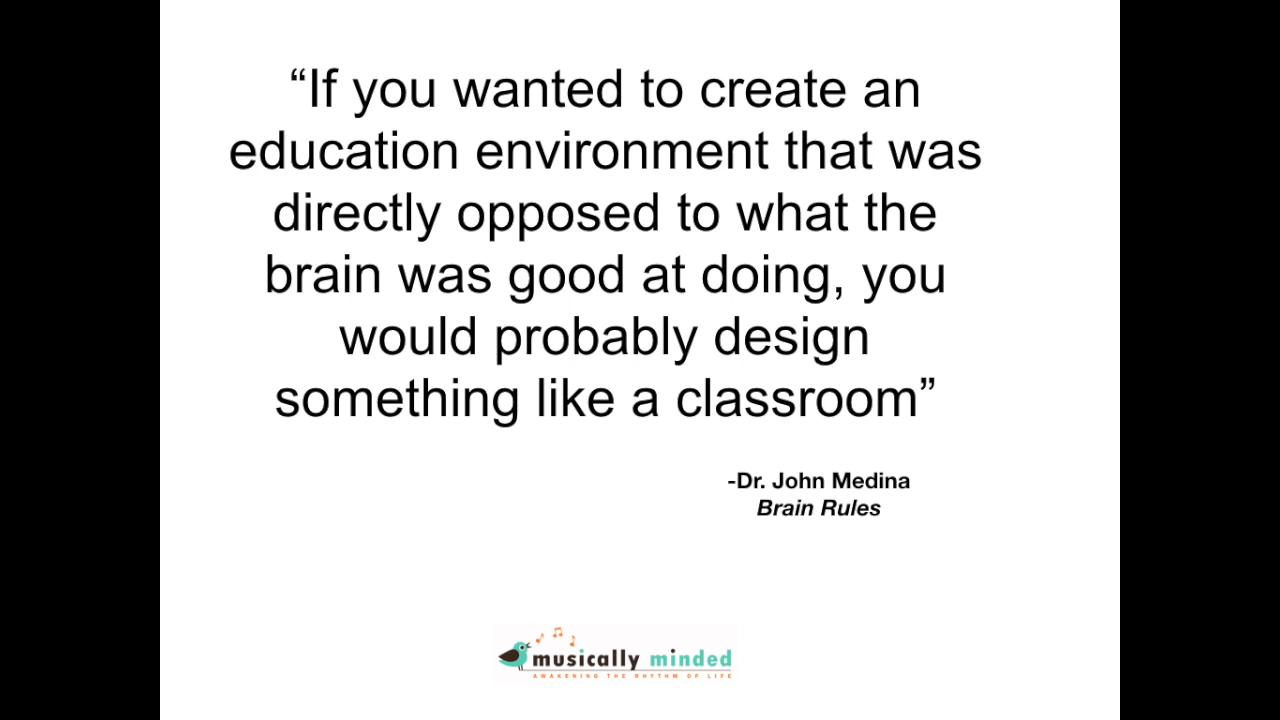 “If you wanted to create an
education environment that was
directly opposed to what the
brain was good at doing, you
would probably design
something like a classroom”
-Dr. John Medina
Brain Rules
musically minded
AWAKENING THE RHYTHM OF LIFE